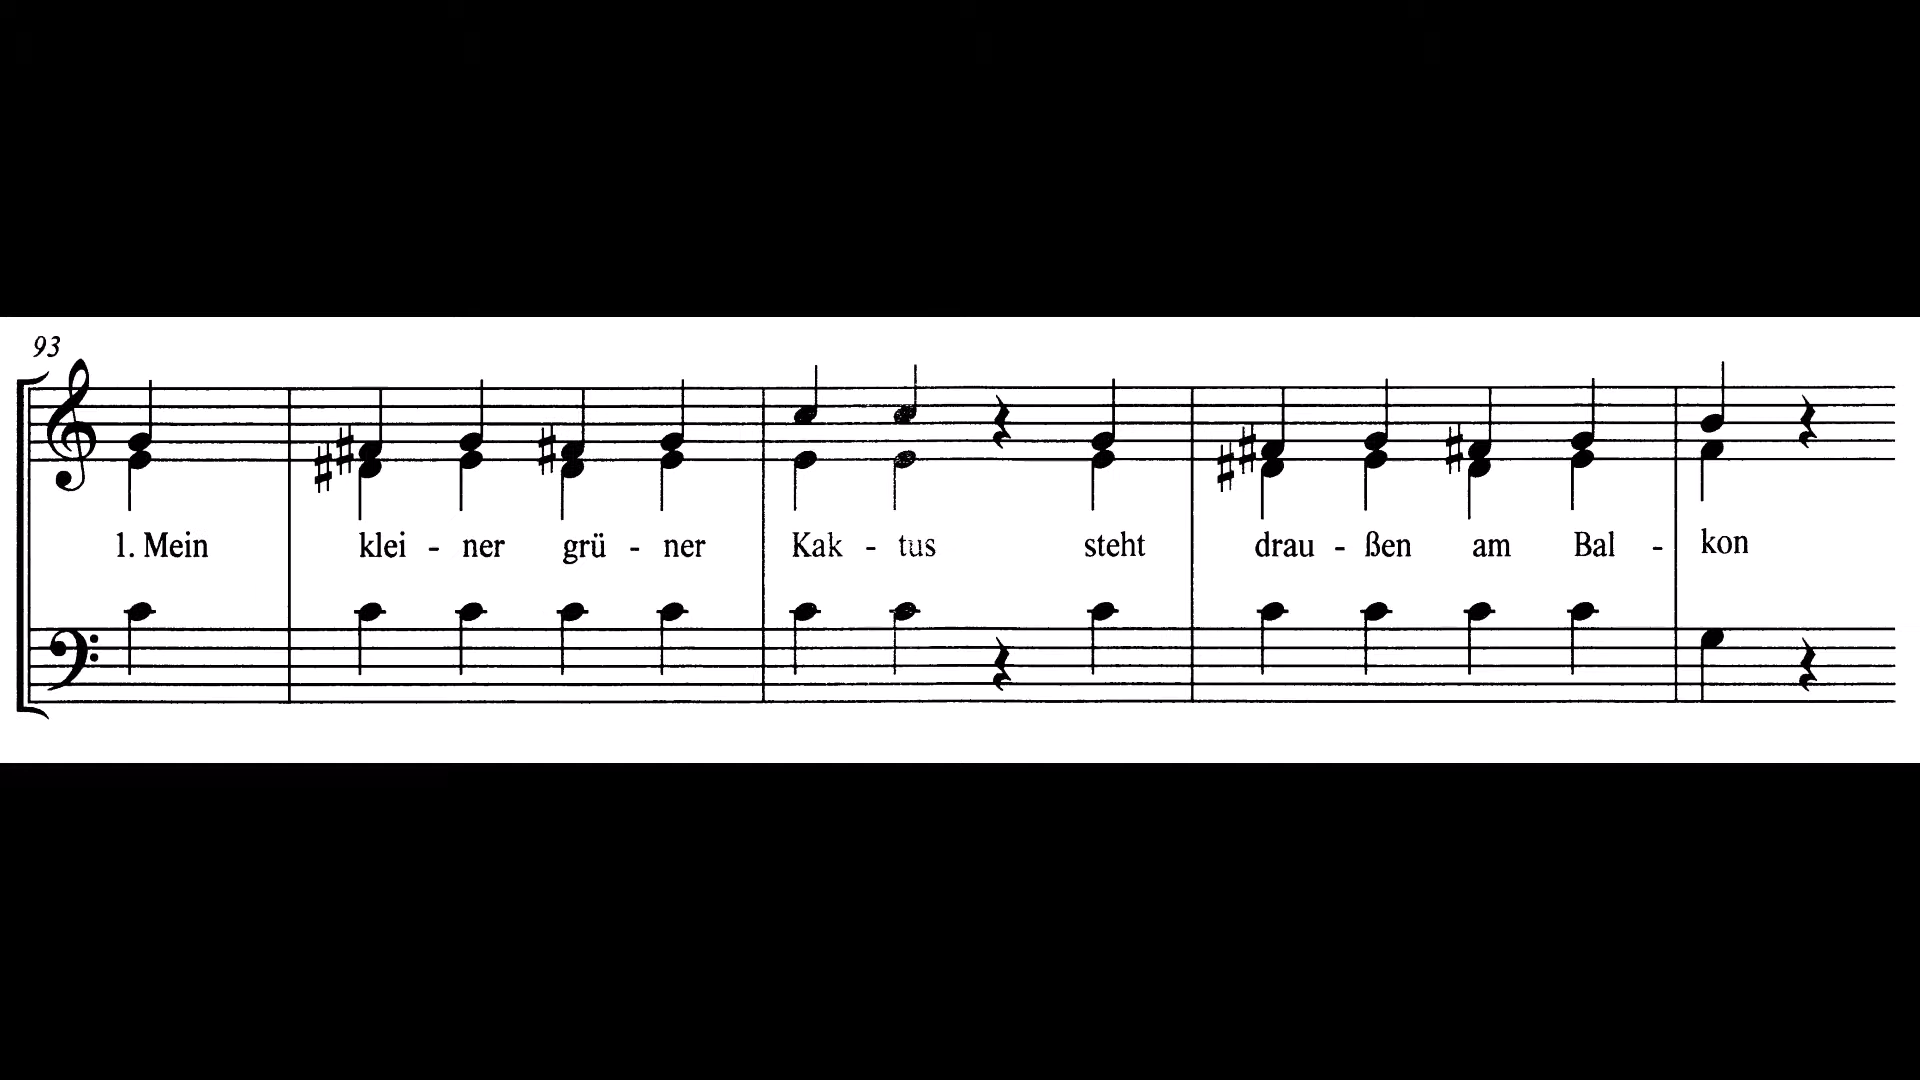 93
1. Mein klei - ner grü - ner Kak - tus steht drau - ßen am Bal - kon